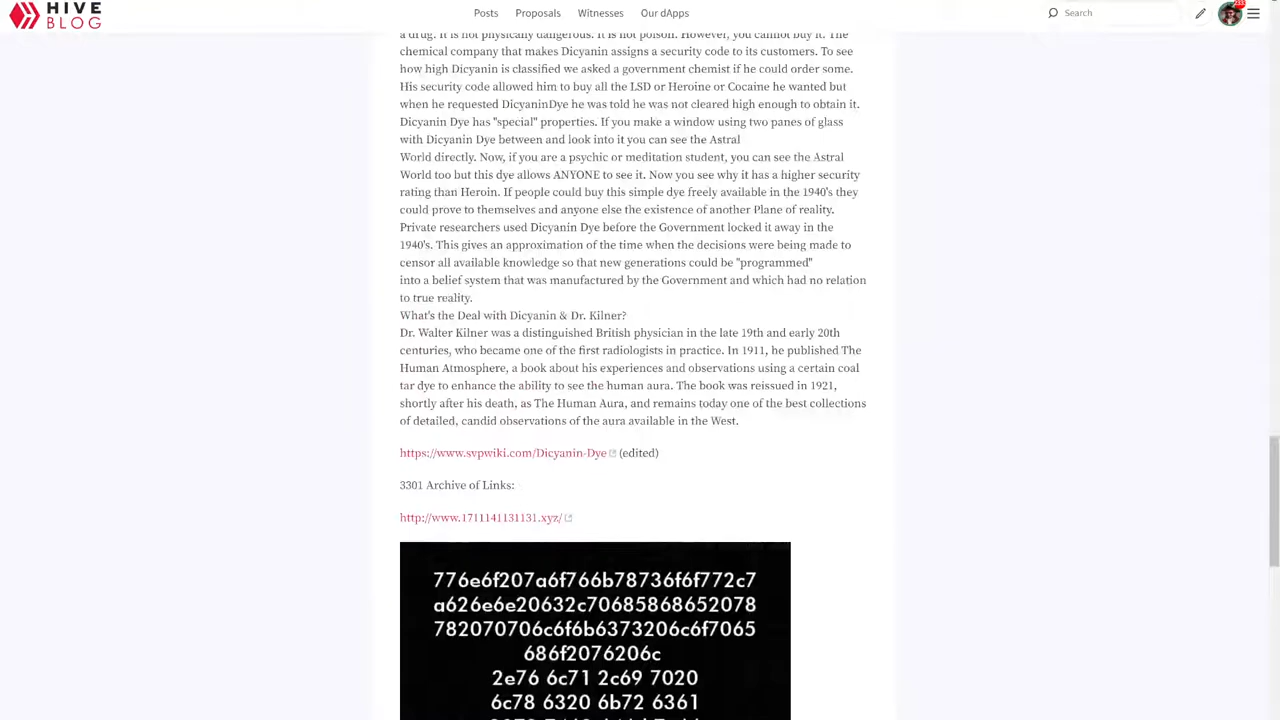 HIVE
BLOG
Posts Proposals Witnesses Our dApps
Search
233
a drug. It is not physically dangerous. It is not poison. However, you cannot buy it. The
chemical company that makes Dicyanin assigns a security code to its customers. To see
how high Dicyanin is classified we asked a government chemist if he could order some.
His security code allowed him to buy all the LSD or Heroine or Cocaine he wanted but
when he requested DicyaninDye he was told he was not cleared high enough to obtain it.
Dicyanin Dye has "special" properties. If you make a window using two panes of glass
with Dicyanin Dye between and look into it you can see the Astral
World directly. Now, if you are a psychic or meditation student, you can see the Astral
World too but this dye allows ANYONE to see it. Now you see why it has a higher security
rating than Heroin. If people could buy this simple dye freely available in the 1940's they
could prove to themselves and anyone else the existence of another Plane of reality.
Private researchers used Dicyanin Dye before the Government locked it away in the
1940's. This gives an approximation of the time when the decisions were being made to
censor all available knowledge so that new generations could be "programmed"
into a belief system that was manufactured by the Government and which had no relation
to true reality.
What's the Deal with Dicyanin & Dr. Kilner?
Dr. Walter Kilner was a distinguished British physician in the late 19th and early 20th
centuries, who became one of the first radiologists in practice. In 1911, he published The
Human Atmosphere, a book about his experiences and observations using a certain coal
tar dye to enhance the ability to see the human aura. The book was reissued in 1921,
shortly after his death, as The Human Aura, and remains today one of the best collections
of detailed, candid observations of the aura available in the West.
https://www.svpwiki.com/Dicyanin-Dye (edited)
3301 Archive of Links:
http://www.1711141131131.xyz/
776e6f207a6f766b78736f6f772c7
a626e6e20632c70685868652078
782070706c6f6b6373206c6f7065
686f2076206c
2e76 6c71 2c69 7020
6c78 6320 6b72 6361